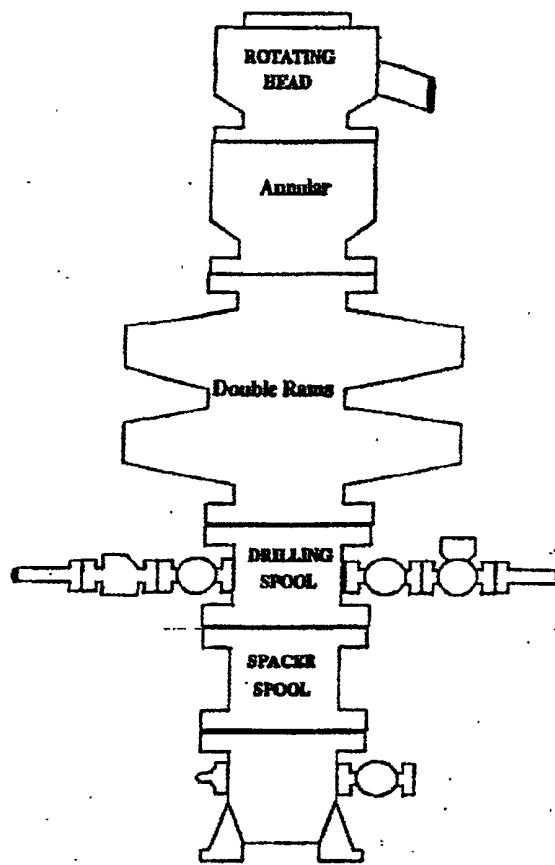 ROTATING
HEAD
Annular
Double Rams
DRILLING
SPOOL
SPACER
SPOOL